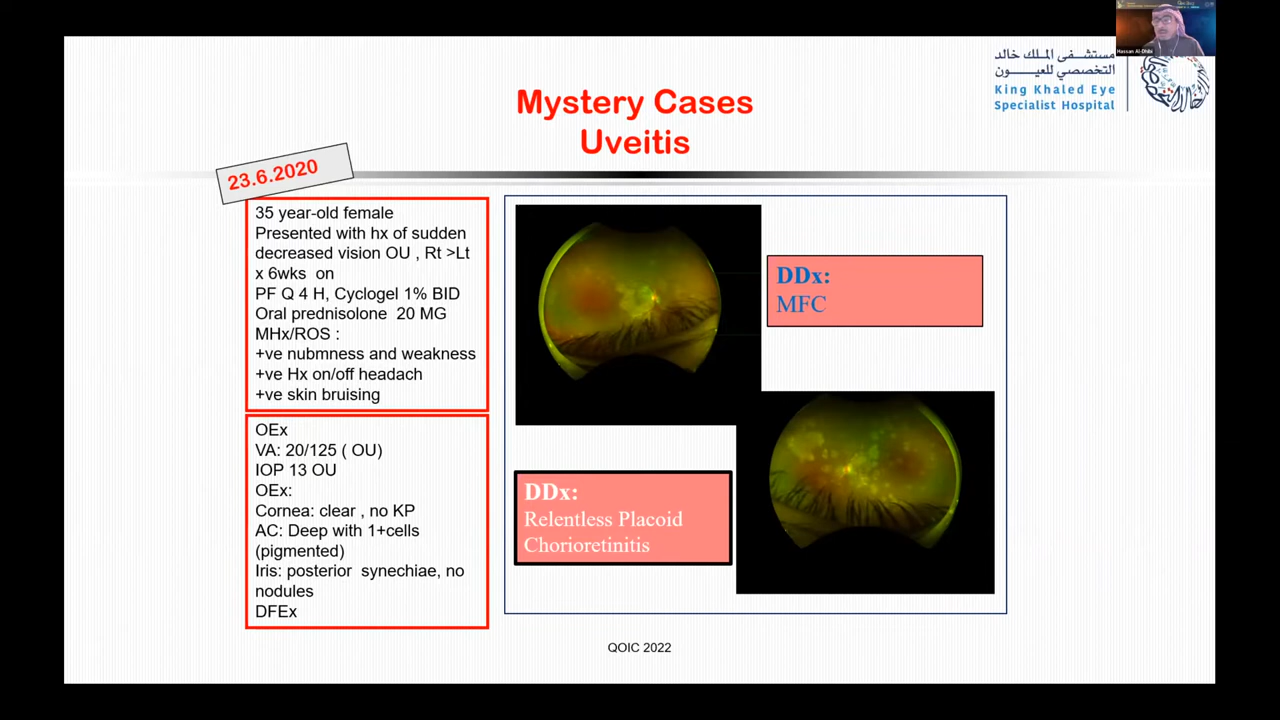 Hassan Al-Dhibi
مستشفى الملك خالد
التخصصي للعيون
King Khaled Eye
Specialist Hospital
Mystery Cases
Uveitis
23.6.2020
35 year-old female
Presented with hx of sudden
decreased vision OU , Rt >Lt
x 6wks on
PF Q 4 H, Cyclogel 1% BID
Oral prednisolone 20 MG
MHx/ROS :
+ve nubmness and weakness
+ve Hx on/off headach
+ve skin bruising
OEx
VA: 20/125 ( OU)
IOP 13 OU
OEx:
Cornea: clear , no KP
AC: Deep with 1+cells
(pigmented)
Iris: posterior synechiae, no
nodules
DFEx
DDx:
MFC
DDx:
Relentless Placoid
Chorioretinitis
QOIC 2022